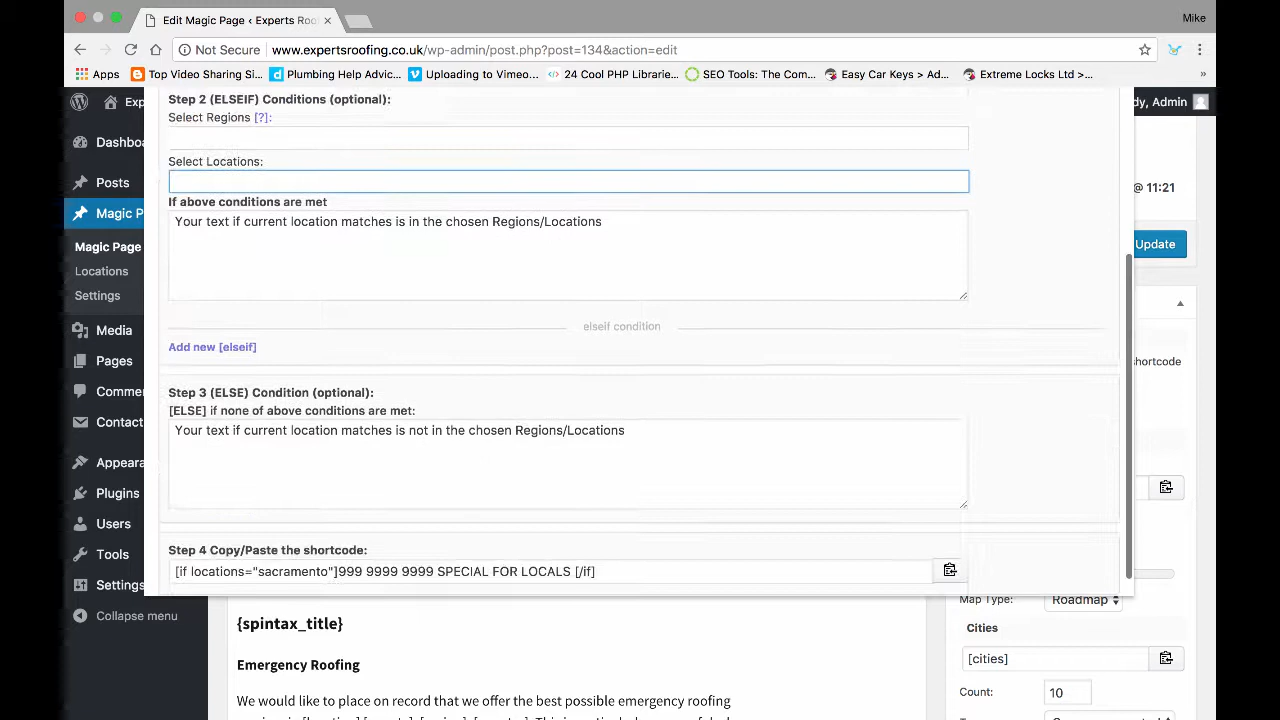 Edit Magic Page ‹ Experts Roo
Mike
Not Secure
www.expertsroofing.co.uk/wp-admin/post.php?post=134&action=edit
Apps
Top Video Sharing Si...
Plumbing Help Advic...
Uploading to Vimeo...
24 Cool PHP Librarie...
SEO Tools: The Com...
Easy Car Keys > Ad...
Extreme Locks Ltd >...
»
Exp
dy, Admin
Step 2 (ELSEIF) Conditions (optional):
Select Regions [?]:
Select Locations:
If above conditions are met
Your text if current location matches is in the chosen Regions/Locations
elseif condition
Add new [elseif]
Step 3 (ELSE) Condition (optional):
[ELSE] if none of above conditions are met:
Your text if current location matches is not in the chosen Regions/Locations
Step 4 Copy/Paste the shortcode:
[if locations="sacramento"]999 9999 9999 SPECIAL FOR LOCALS [/if]
Dashboa
Posts
Magic P
Magic Page
Locations
Settings
Media
Pages
Commer
Contact
Appeara
Plugins
Users
Tools
Settings
Collapse menu
{spintax_title}
Emergency Roofing
We would like to place on record that we offer the best possible emergency roofing
@ 11:21
Update
hortcode
Map Type:
Roadmap
Cities
[cities]
Count:
10